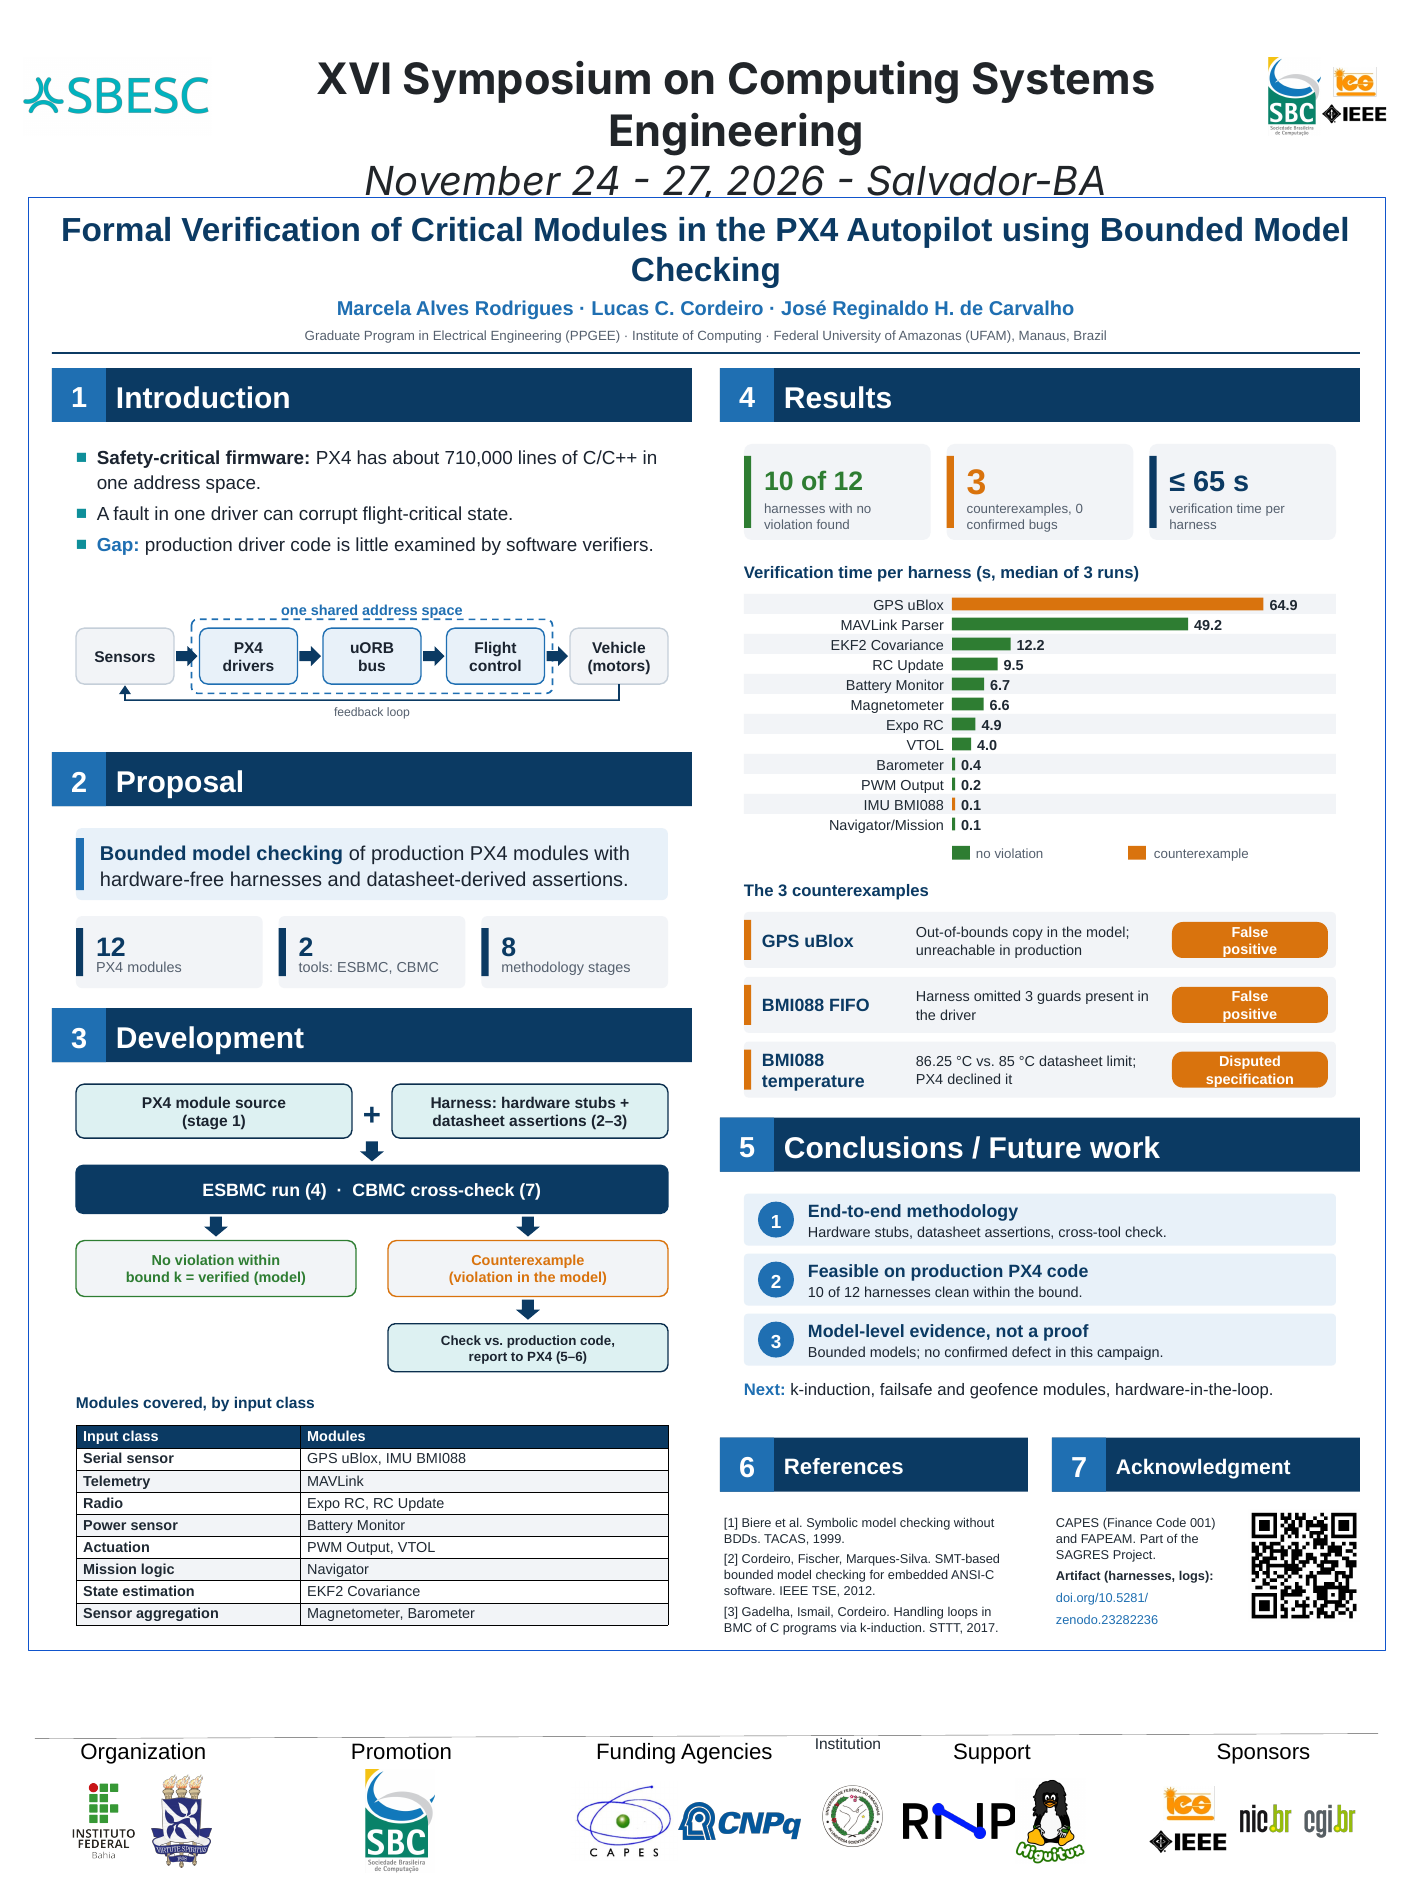 SBESC
XVI Symposium on Computing Systems
Engineering
November 24 - 27, 2026 - Salvador-BA
SBC
Sociedade Brasileira
de Computação
IEEE
Formal Verification of Critical Modules in the PX4 Autopilot using Bounded Model
Checking
Marcela Alves Rodrigues · Lucas C. Cordeiro · José Reginaldo H. de Carvalho
Graduate Program in Electrical Engineering (PPGEE) · Institute of Computing · Federal University of Amazonas (UFAM), Manaus, Brazil
1 Introduction
Safety-critical firmware: PX4 has about 710,000 lines of C/C++ in
one address space.
A fault in one driver can corrupt flight-critical state.
Gap: production driver code is little examined by software verifiers.
one shared address space
Sensors
PX4
drivers
uORB
bus
Flight
control
Vehicle
(motors)
feedback loop
2 Proposal
Bounded model checking of production PX4 modules with
hardware-free harnesses and datasheet-derived assertions.
12
PX4 modules
2
tools: ESBMC, CBMC
8
methodology stages
3 Development
PX4 module source
(stage 1)
+
Harness: hardware stubs +
datasheet assertions (2–3)
ESBMC run (4) · CBMC cross-check (7)
No violation within
bound k = verified (model)
Counterexample
(violation in the model)
Check vs. production code,
report to PX4 (5–6)
Modules covered, by input class
Input class Modules
Serial sensor GPS uBlox, IMU BMI088
Telemetry MAVLink
Radio Expo RC, RC Update
Power sensor Battery Monitor
Actuation PWM Output, VTOL
Mission logic Navigator
State estimation EKF2 Covariance
Sensor aggregation Magnetometer, Barometer
4 Results
10 of 12
harnesses with no
violation found
3
counterexamples, 0
confirmed bugs
≤ 65 s
verification time per
harness
Verification time per harness (s, median of 3 runs)
GPS uBlox 64.9
MAVLink Parser 49.2
EKF2 Covariance 12.2
RC Update 9.5
Battery Monitor 6.7
Magnetometer 6.6
Expo RC 4.9
VTOL 4.0
Barometer 0.4
PWM Output 0.2
IMU BMI088 0.1
Navigator/Mission 0.1
no violation counterexample
The 3 counterexamples
GPS uBlox
Out-of-bounds copy in the model;
unreachable in production
False
positive
BMI088 FIFO
Harness omitted 3 guards present in
the driver
False
positive
BMI088
temperature
86.25 °C vs. 85 °C datasheet limit;
PX4 declined it
Disputed
specification
5 Conclusions / Future work
1 End-to-end methodology
Hardware stubs, datasheet assertions, cross-tool check.
2 Feasible on production PX4 code
10 of 12 harnesses clean within the bound.
3 Model-level evidence, not a proof
Bounded models; no confirmed defect in this campaign.
Next: k-induction, failsafe and geofence modules, hardware-in-the-loop.
6 References
[1] Biere et al. Symbolic model checking without
BDDs. TACAS, 1999.
[2] Cordeiro, Fischer, Marques-Silva. SMT-based
bounded model checking for embedded ANSI-C
software. IEEE TSE, 2012.
[3] Gadelha, Ismail, Cordeiro. Handling loops in
BMC of C programs via k-induction. STTT, 2017.
7 Acknowledgment
CAPES (Finance Code 001)
and FAPEAM. Part of the
SAGRES Project.
Artifact (harnesses, logs):
doi.org/10.5281/
zenodo.23282236
Organization
Promotion
Funding Agencies
Institution
Support
Sponsors
INSTITUTO
FEDERAL
Bahia
VIRTUTE SPIRITUS
SBC
Sociedade Brasileira
de Computação
CAPES
CNPq
RNP
Higuitux
IEEE
nic.br cgi.br